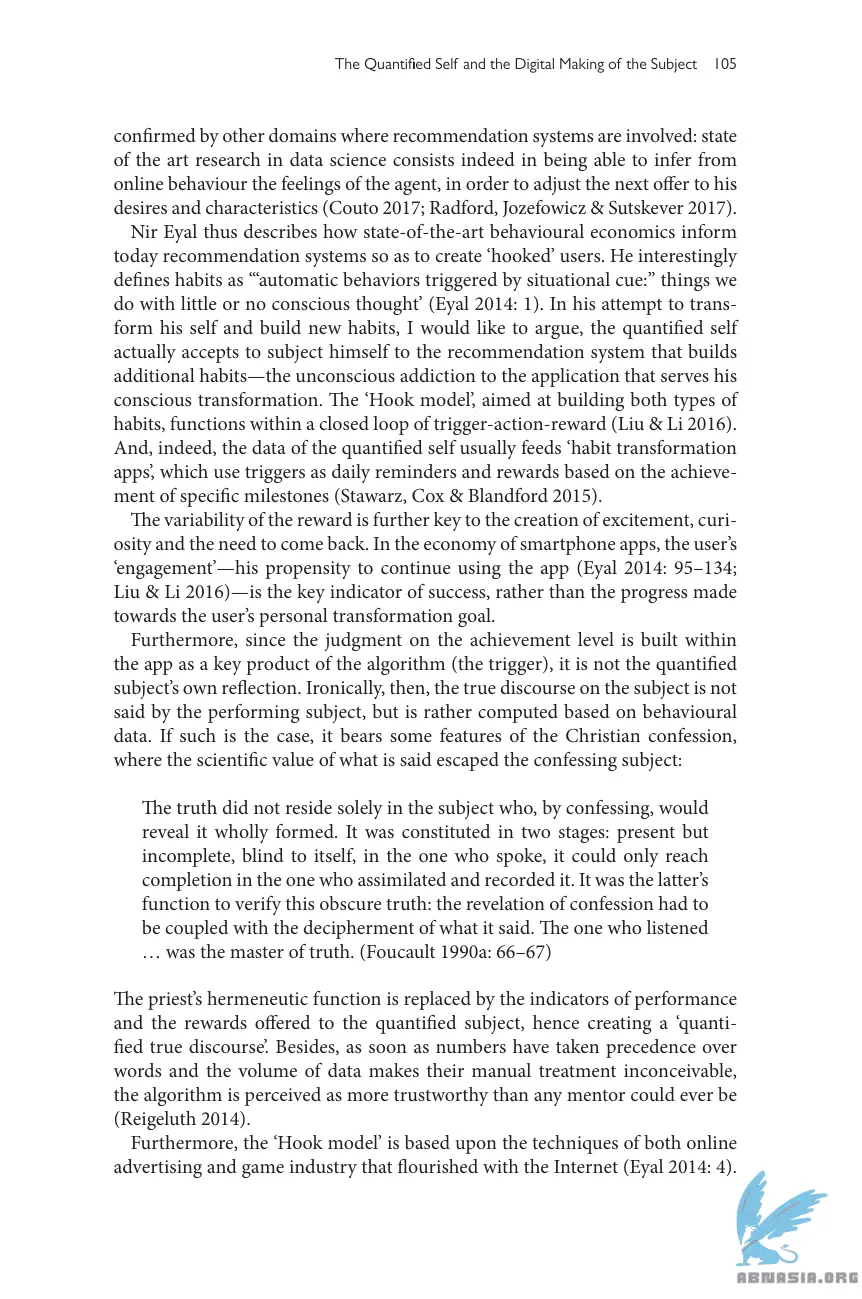 The Quantified Self and the Digital Making of the Subject 105
confirmed by other domains where recommendation systems are involved: state
of the art research in data science consists indeed in being able to infer from
online behaviour the feelings of the agent, in order to adjust the next offer to his
desires and characteristics (Couto 2017; Radford, Jozefowicz & Sutskever 2017).
Nir Eyal thus describes how state-of-the-art behavioural economics inform
today recommendation systems so as to create ‘hooked’ users. He interestingly
defines habits as ‘“automatic behaviors triggered by situational cue:” things we
do with little or no conscious thought’ (Eyal 2014: 1). In his attempt to trans-
form his self and build new habits, I would like to argue, the quantified self
actually accepts to subject himself to the recommendation system that builds
additional habits—the unconscious addiction to the application that serves his
conscious transformation. The ‘Hook model’, aimed at building both types of
habits, functions within a closed loop of trigger-action-reward (Liu & Li 2016).
And, indeed, the data of the quantified self usually feeds ‘habit transformation
apps’, which use triggers as daily reminders and rewards based on the achieve-
ment of specific milestones (Stawarz, Cox & Blandford 2015).
The variability of the reward is further key to the creation of excitement, curi-
osity and the need to come back. In the economy of smartphone apps, the user’s
‘engagement’—his propensity to continue using the app (Eyal 2014: 95–134;
Liu & Li 2016)—is the key indicator of success, rather than the progress made
towards the user’s personal transformation goal.
Furthermore, since the judgment on the achievement level is built within
the app as a key product of the algorithm (the trigger), it is not the quantified
subject’s own reflection. Ironically, then, the true discourse on the subject is not
said by the performing subject, but is rather computed based on behavioural
data. If such is the case, it bears some features of the Christian confession,
where the scientific value of what is said escaped the confessing subject:
The truth did not reside solely in the subject who, by confessing, would
reveal it wholly formed. It was constituted in two stages: present but
incomplete, blind to itself, in the one who spoke, it could only reach
completion in the one who assimilated and recorded it. It was the latter’s
function to verify this obscure truth: the revelation of confession had to
be coupled with the decipherment of what it said. The one who listened
… was the master of truth. (Foucault 1990a: 66–67)
The priest’s hermeneutic function is replaced by the indicators of performance
and the rewards offered to the quantified subject, hence creating a ‘quanti-
fied true discourse’. Besides, as soon as numbers have taken precedence over
words and the volume of data makes their manual treatment inconceivable,
the algorithm is perceived as more trustworthy than any mentor could ever be
(Reigeluth 2014).
Furthermore, the ‘Hook model’ is based upon the techniques of both online
advertising and game industry that flourished with the Internet (Eyal 2014: 4).
ABNASIA.ORG